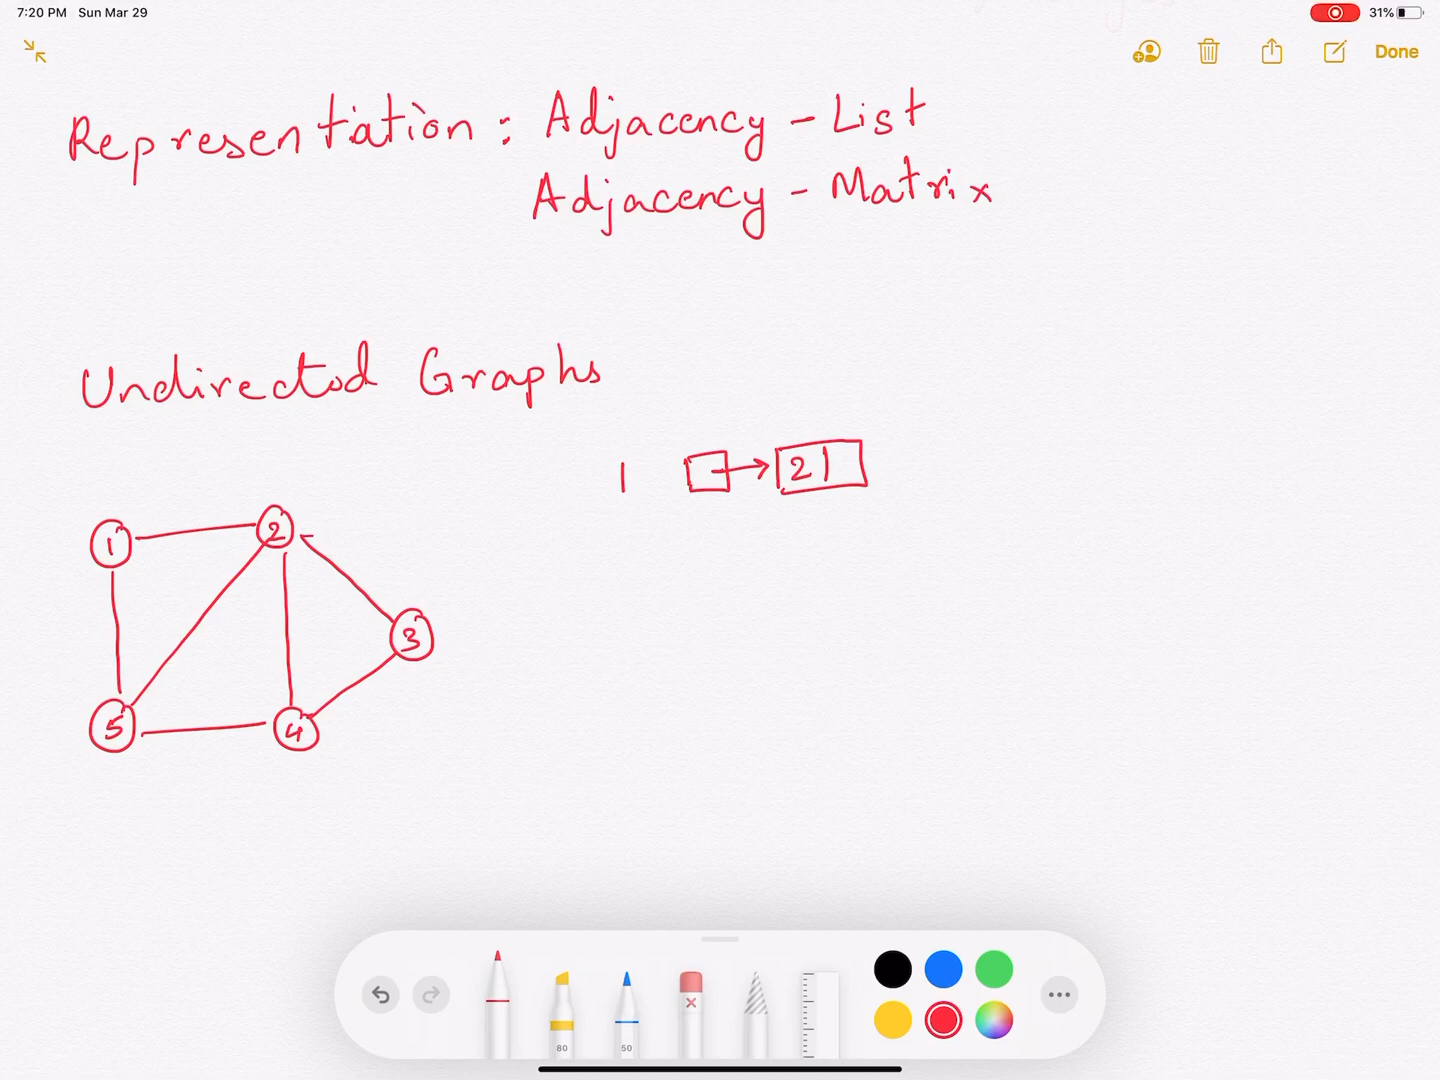 7:20 PM Sun Mar 29
31%
Done
Representation : Adjacency - List
Adjacency - Matrix
Undirected Graphs
1 2
1 2
3
5 4
80 50